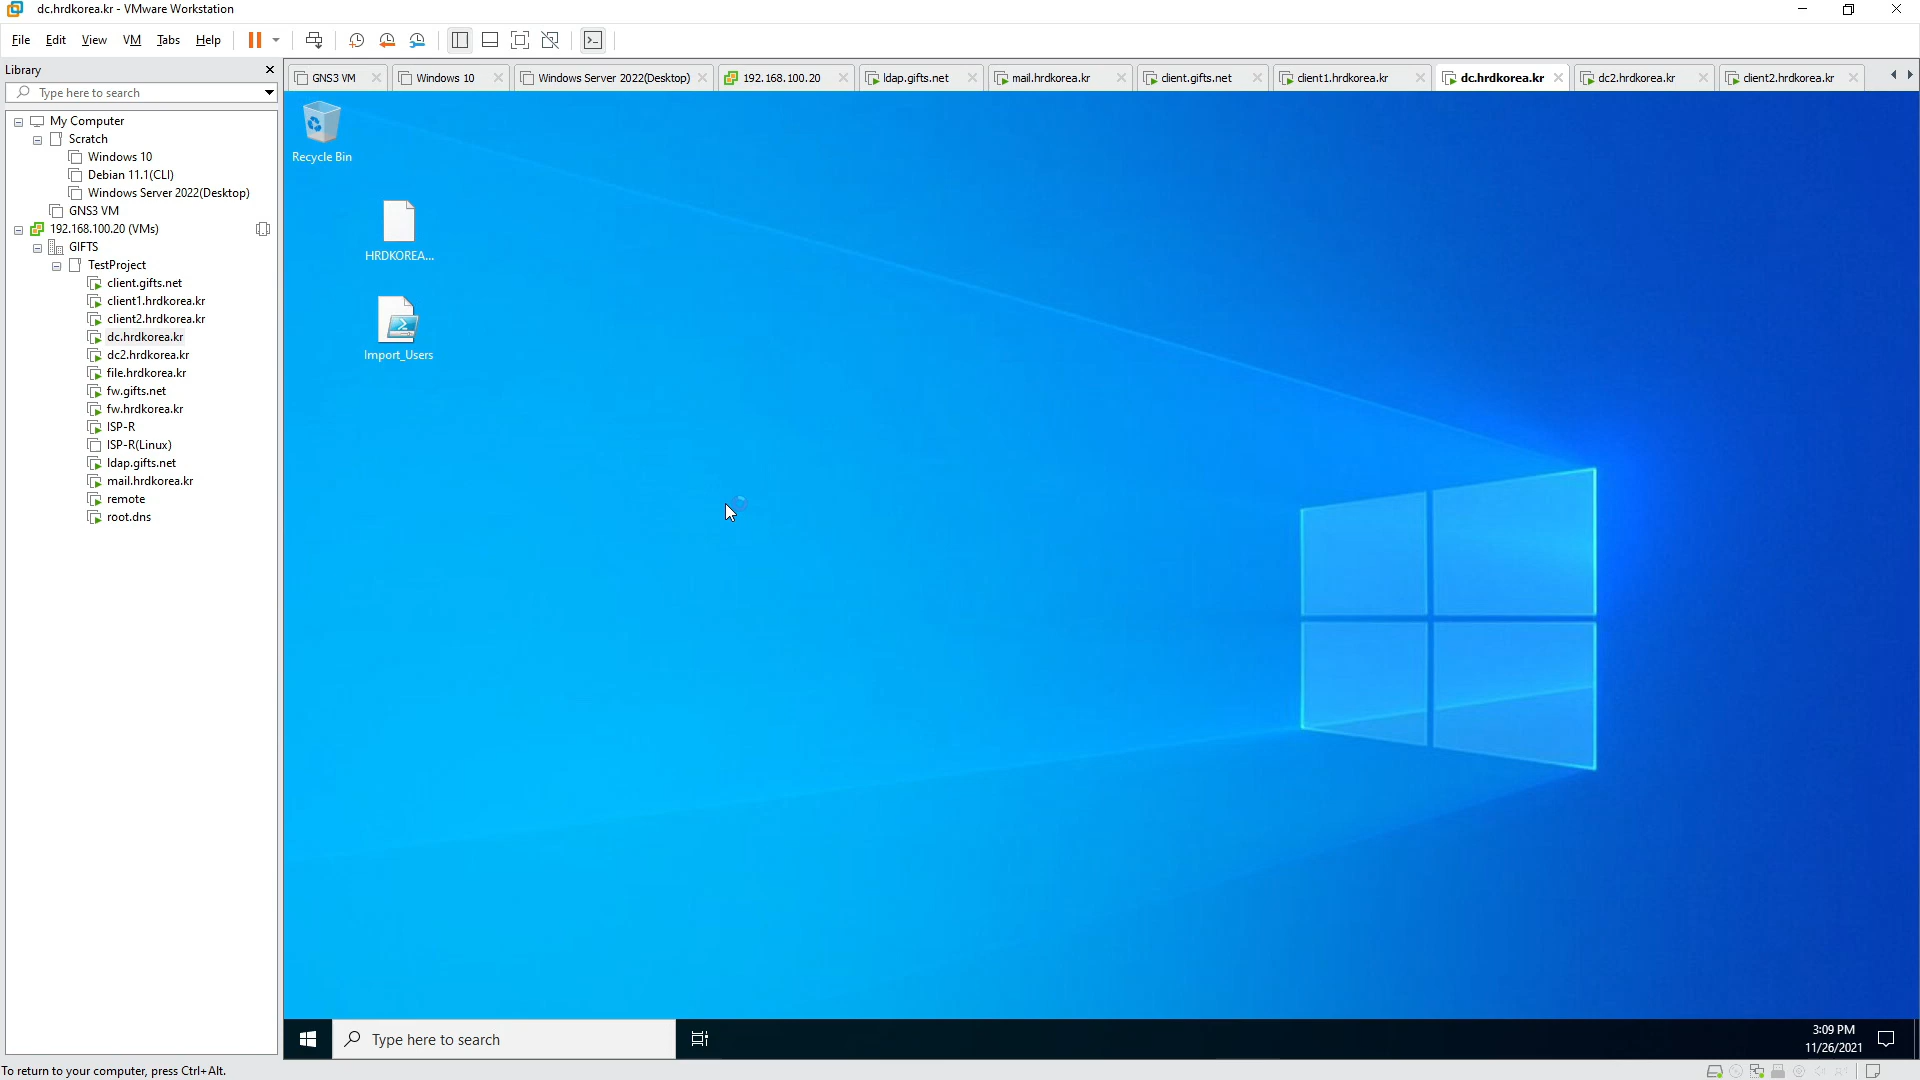 dc.hrdkorea.kr - VMware Workstation
File Edit View VM Tabs Help
Library
Type here to search
GNS3 VM
Windows 10
Windows Server 2022(Desktop)
192.168.100.20
ldap.gifts.net
mail.hrdkorea.kr
client.gifts.net
client1.hrdkorea.kr
dc.hrdkorea.kr
dc2.hrdkorea.kr
client2.hrdkorea.kr
My Computer
Scratch
Windows 10
Debian 11.1(CLI)
Windows Server 2022(Desktop)
GNS3 VM
192.168.100.20 (VMs)
GIFTS
TestProject
client.gifts.net
client1.hrdkorea.kr
client2.hrdkorea.kr
dc.hrdkorea.kr
dc2.hrdkorea.kr
file.hrdkorea.kr
fw.gifts.net
fw.hrdkorea.kr
ISP-R
ISP-R(Linux)
ldap.gifts.net
mail.hrdkorea.kr
remote
root.dns
Recycle Bin
HRDKOREA...
Import_Users
Type here to search
3:09 PM
11/26/2021
To return to your computer, press Ctrl+Alt.